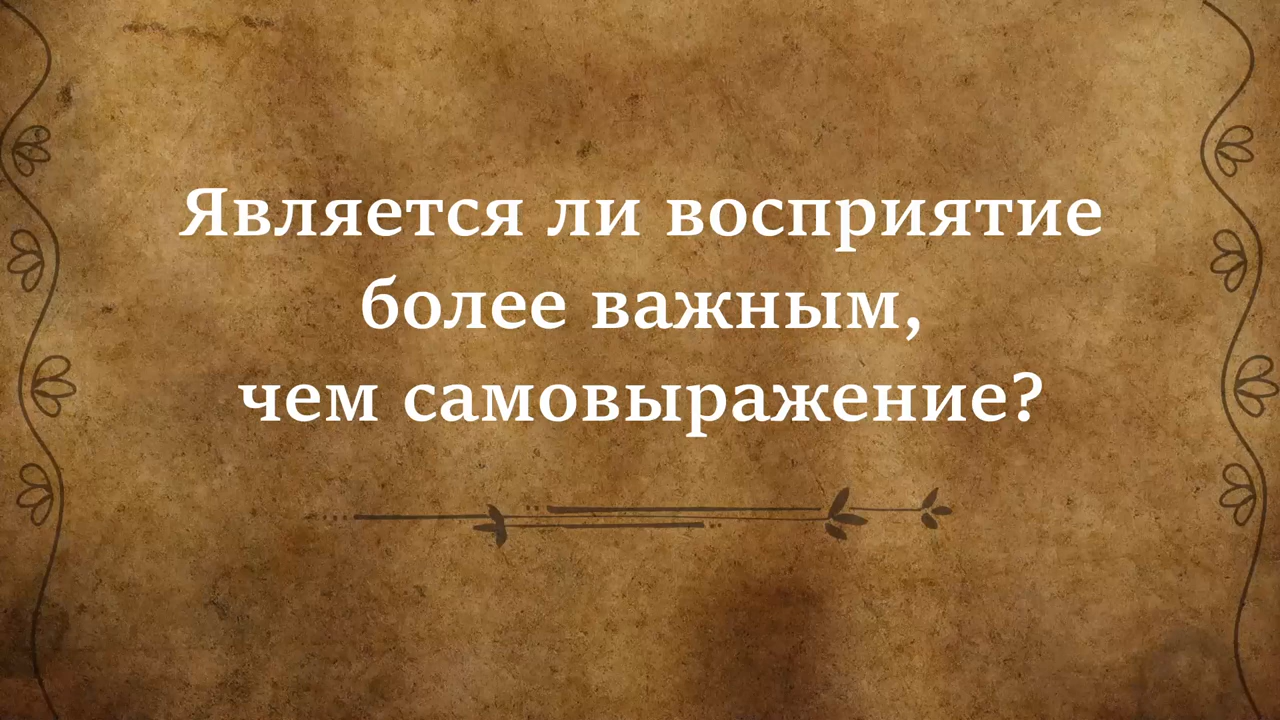 Является ли восприятие
более важным,
чем самовыражение?